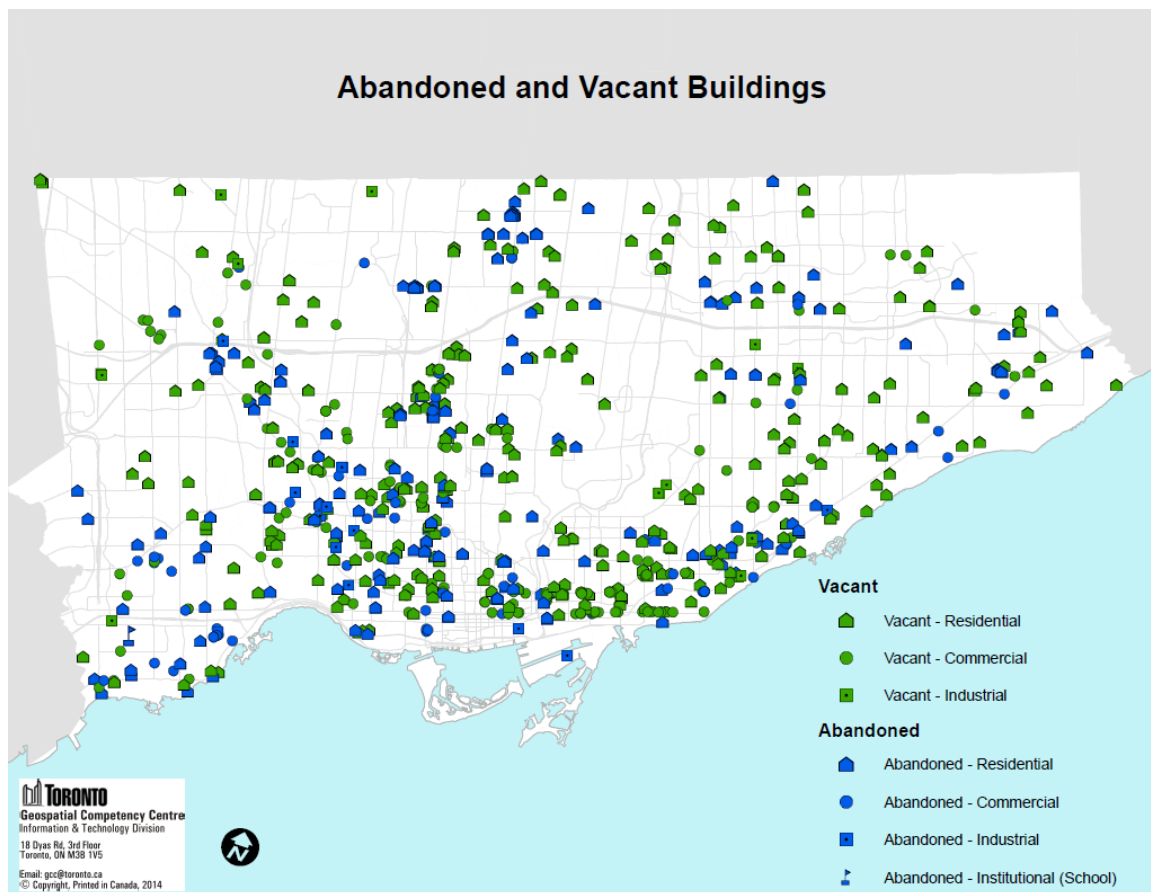 Abandoned and Vacant Buildings
Vacant
Vacant - Residential
Vacant - Commercial
Vacant - Industrial
Abandoned
Abandoned - Residential
Abandoned - Commercial
Abandoned - Industrial
Abandoned - Institutional (School)
TORONTO
Geospatial Competency Centre
Information & Technology Division
18 Dyas Rd, 3rd Floor
Toronto, ON M3B 1V5
Email: gcc@toronto.ca
© Copyright, Printed in Canada, 2014
N